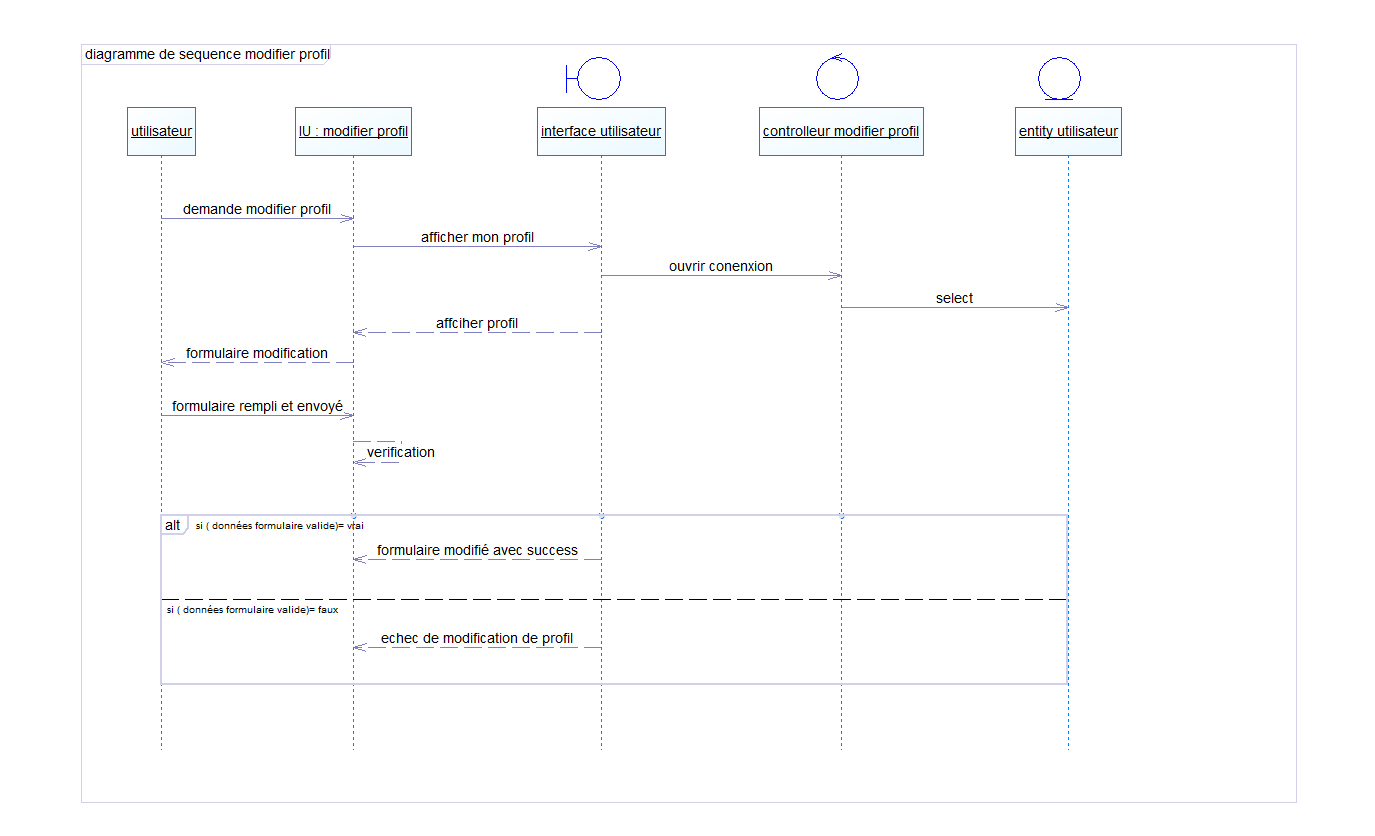 diagramme de sequence modifier profil
utilisateur
IU : modifier profil
interface utilisateur
controlleur modifier profil
entity utilisateur
demande modifier profil
afficher mon profil
ouvrir conenxion
select
affciher profil
formulaire modification
formulaire rempli et envoyé
verification
alt
si ( données formulaire valide)= vrai
formulaire modifié avec success
si ( données formulaire valide)= faux
echec de modification de profil